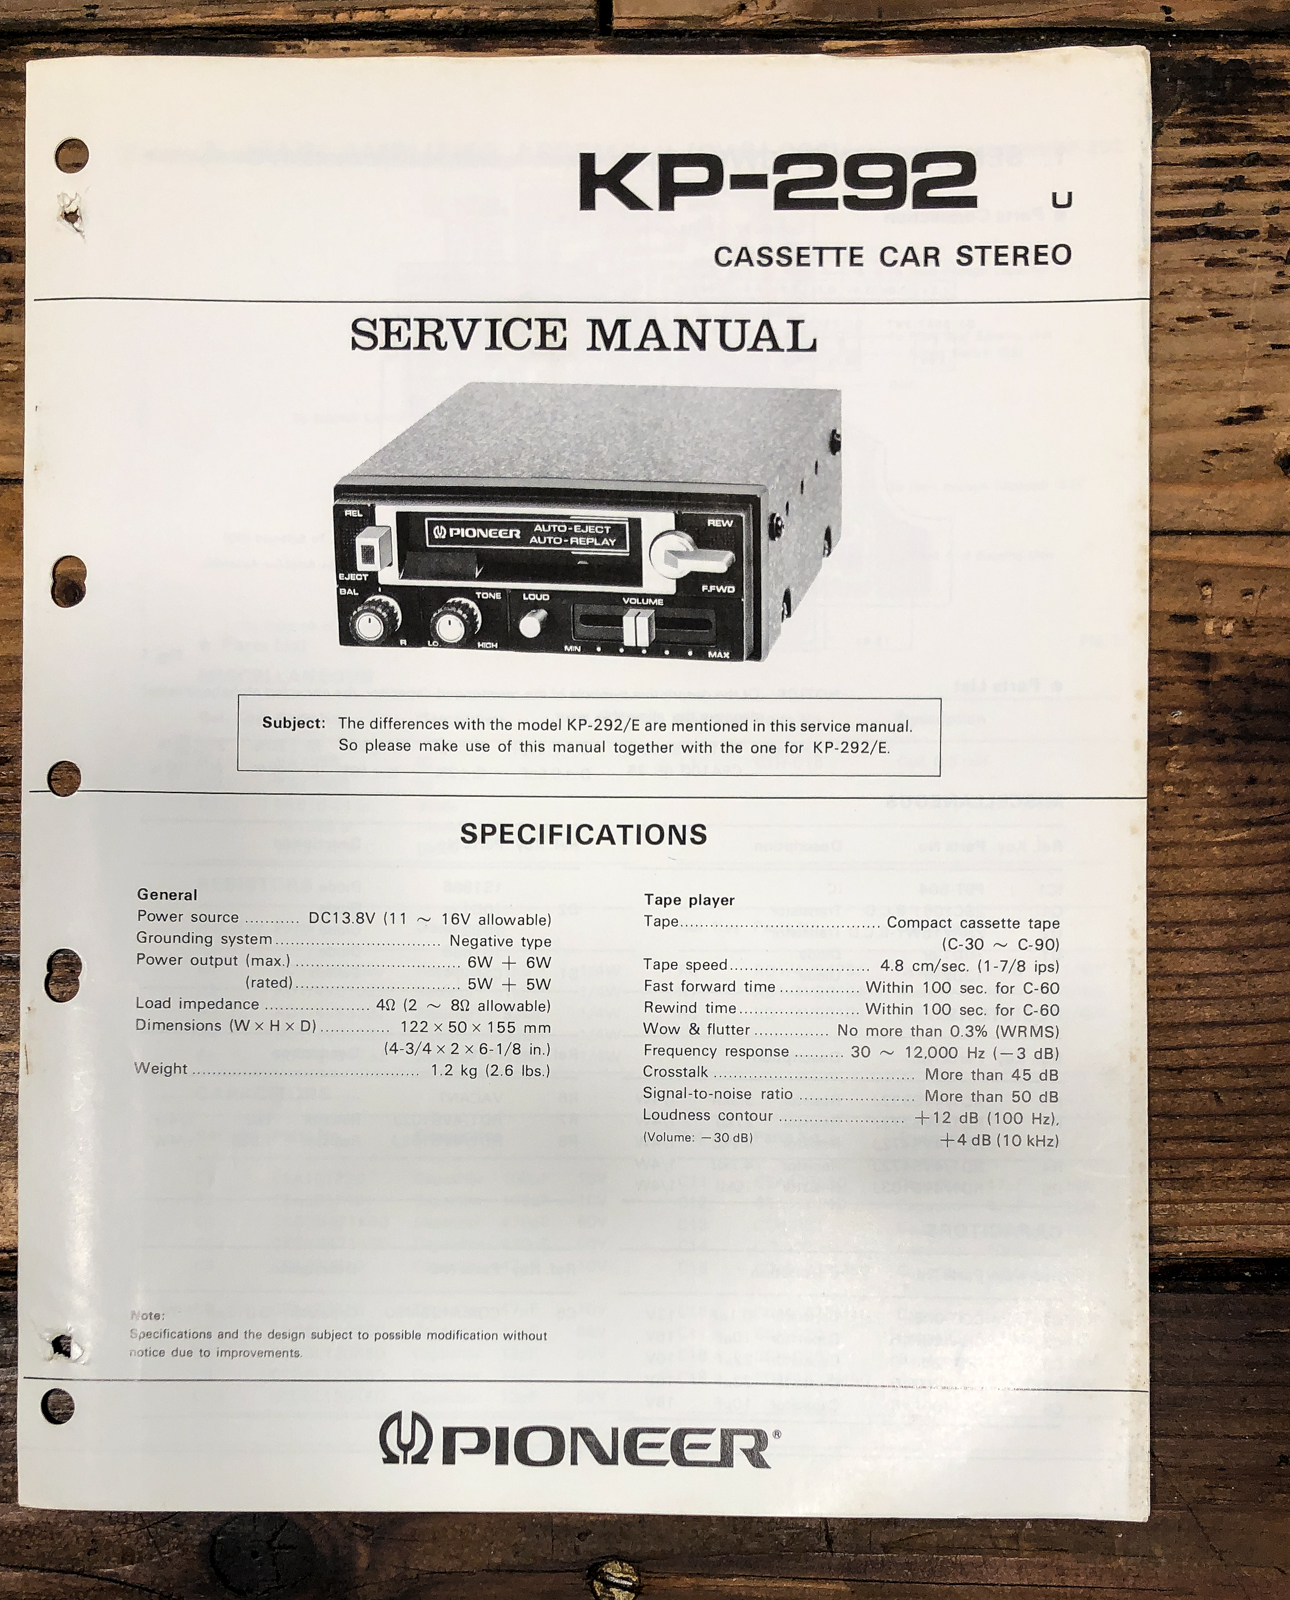 KP-292 U
CASSETTE CAR STEREO
SERVICE MANUAL
REL
EJECT
PIONEER
AUTO-EJECT
AUTO-REPLAY
REW
F.FWD
BAL
R
TONE
LO
HIGH
LOUD
VOLUME
MIN
MAX
Subject: The differences with the model KP-292/E are mentioned in this service manual.
So please make use of this manual together with the one for KP-292/E.
SPECIFICATIONS
General
Power source .......... DC13.8V (11 ~ 16V allowable)
Grounding system.............................. Negative type
Power output (max.) .............................. 6W + 6W
(rated).............................. 5W + 5W
Load impedance ................... 4Ω (2 ~ 8Ω allowable)
Dimensions (W × H × D)............. 122 × 50 × 155 mm
(4-3/4 × 2 × 6-1/8 in.)
Weight ......................................... 1.2 kg (2.6 lbs.)
Tape player
Tape........................................ Compact cassette tape
(C-30 ~ C-90)
Tape speed............................ 4.8 cm/sec. (1-7/8 ips)
Fast forward time ................ Within 100 sec. for C-60
Rewind time........................ Within 100 sec. for C-60
Wow & flutter .............. No more than 0.3% (WRMS)
Frequency response .......... 30 ~ 12,000 Hz (−3 dB)
Crosstalk ........................................ More than 45 dB
Signal-to-noise ratio ....................... More than 50 dB
Loudness contour ......................... +12 dB (100 Hz),
(Volume: −30 dB) +4 dB (10 kHz)
Note:
Specifications and the design subject to possible modification without
notice due to improvements.
PIONEER®